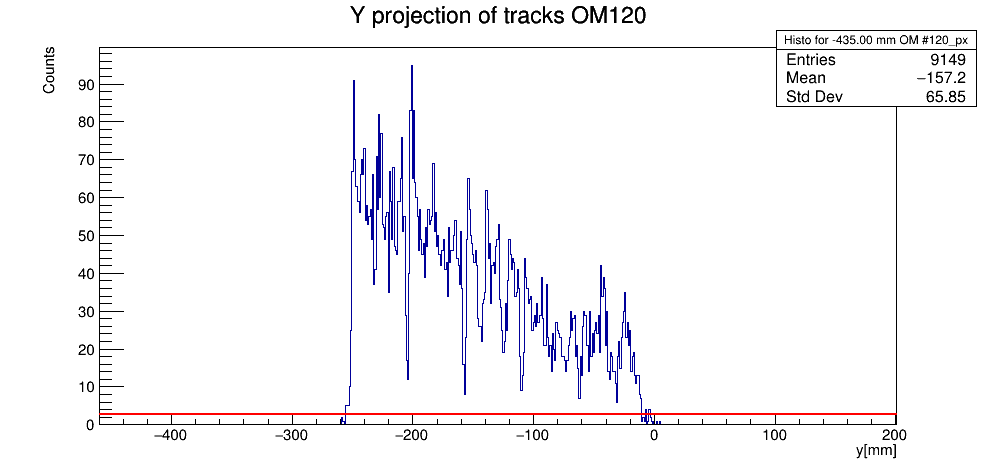 Y projection of tracks OM120
Histo for -435.00 mm OM #120_px
Entries 9149
Mean −157.2
Std Dev 65.85
Counts
90
80
70
60
50
40
30
20
10
0
−400 −300 −200 −100 0 100 200
y[mm]